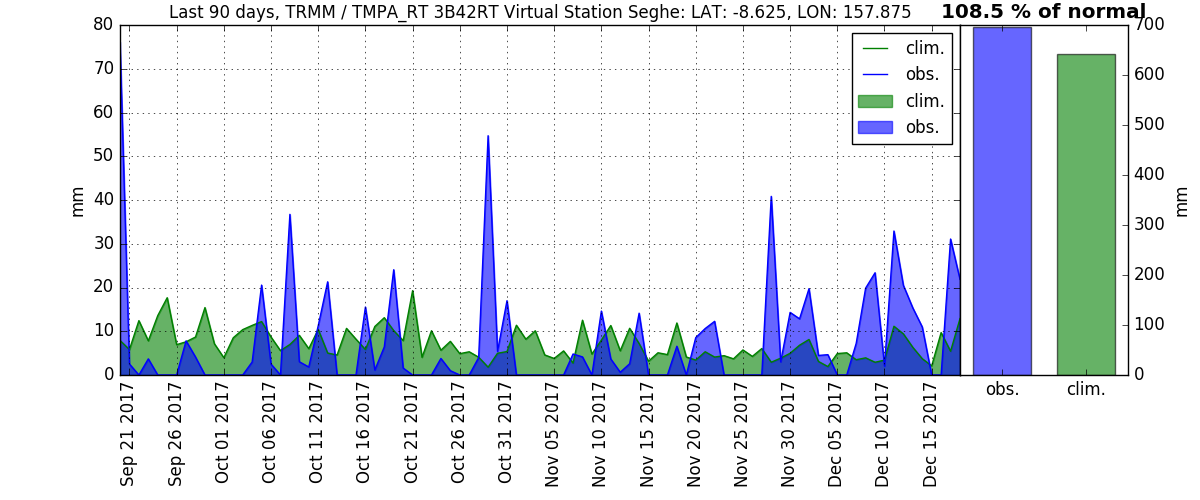 Last 90 days, TRMM / TMPA_RT 3B42RT Virtual Station Seghe: LAT: -8.625, LON: 157.875
108.5 % of normal
80
70
60
50
40
30
20
10
0
mm
clim.
obs.
clim.
obs.
700
600
500
400
300
200
100
0
mm
Sep 21 2017
Sep 26 2017
Oct 01 2017
Oct 06 2017
Oct 11 2017
Oct 16 2017
Oct 21 2017
Oct 26 2017
Oct 31 2017
Nov 05 2017
Nov 10 2017
Nov 15 2017
Nov 20 2017
Nov 25 2017
Nov 30 2017
Dec 05 2017
Dec 10 2017
Dec 15 2017
obs.
clim.